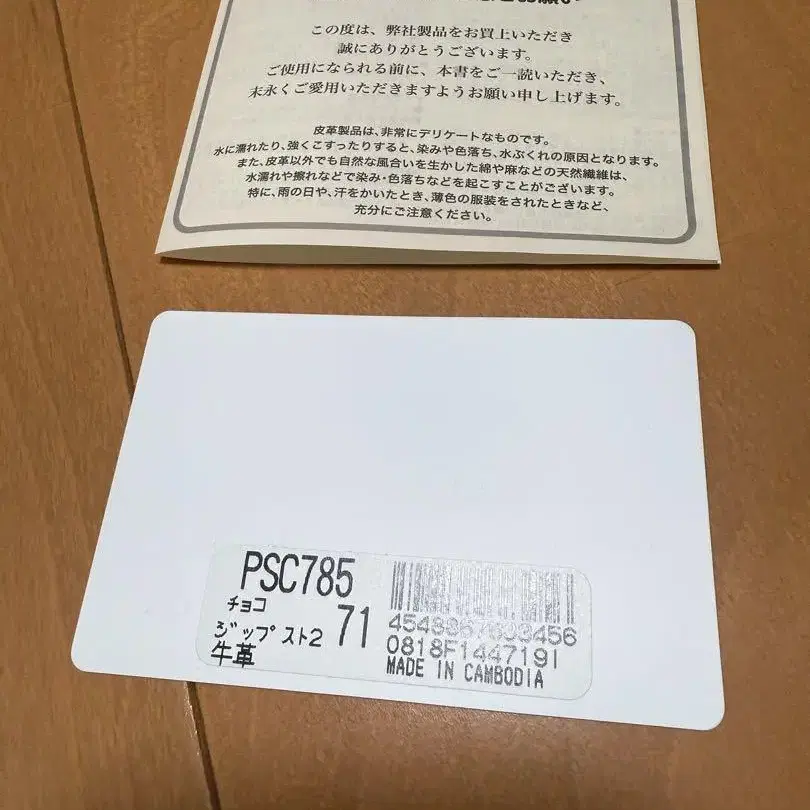 お願い
この度は、弊社製品をお買上いただき
誠にありがとうございます。
ご使用になられる前に、本書をご一読いただき、
末永くご愛用いただきますようお願い申し上げます。
皮革製品は、非常にデリケートなものです。
水に濡れたり、強くこすったりすると、染みや色落ち、水ぶくれの原因となります。
また、皮革以外でも自然な風合いを生かした綿や麻などの天然繊維は、
水濡れや擦れなどで染み・色落ちなどを起こすことがございます。
特に、雨の日や、汗をかいたとき、薄色の服装をされたときなど、
充分にご注意ください。
PSC785
チョコ
ジップ スト2
71
牛革
0818F1447191
MADE IN CAMBODIA